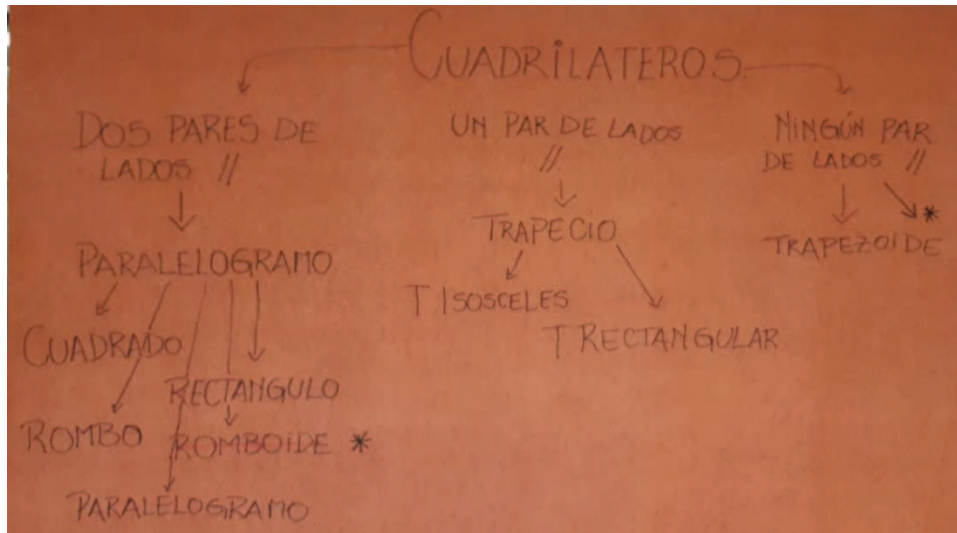 CUADRILATEROS
DOS PARES DE
LADOS //
PARALELOGRAMO
CUADRADO
RECTANGULO
ROMBO
ROMBOIDE *
PARALELOGRAMO
UN PAR DE LADOS
//
TRAPECIO
T ISOSCELES
T RECTANGULAR
NINGÚN PAR
DE LADOS //
*
TRAPEZOIDE